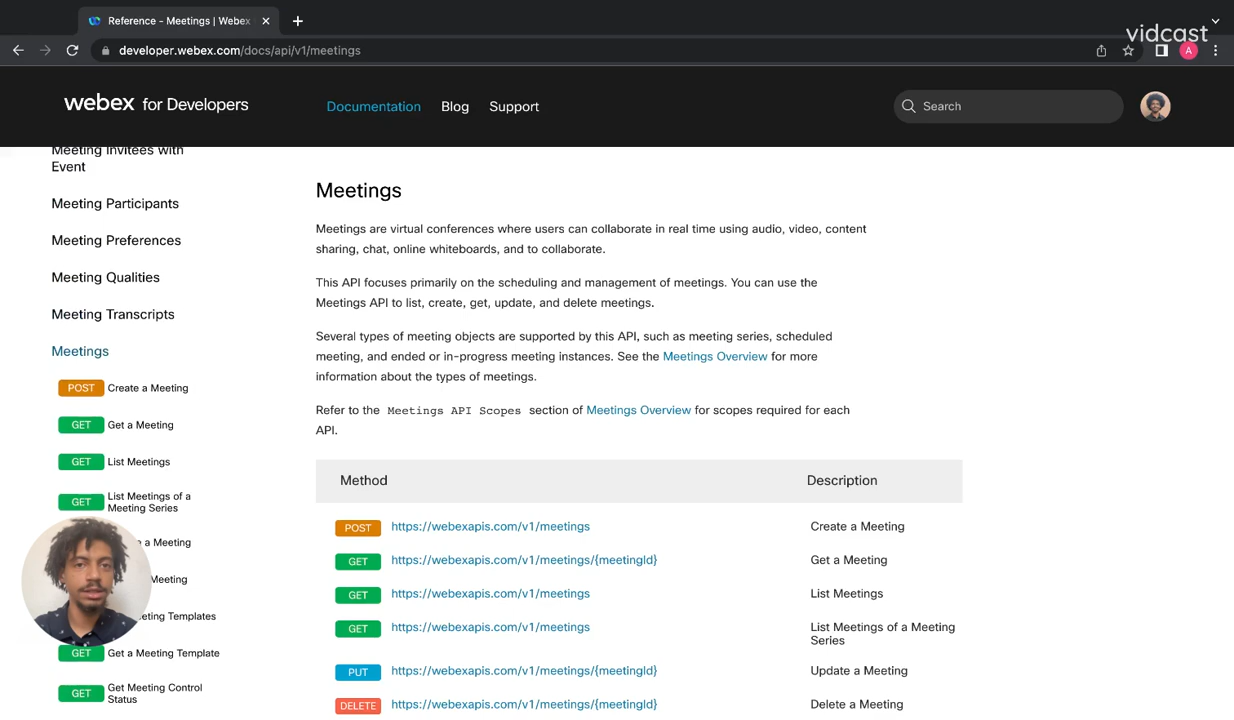 Reference - Meetings | Webex
vidcast
developer.webex.com/docs/api/v1/meetings
A
webex for Developers
Documentation
Blog
Support
Search
Meeting Invitees with
Event
Meeting Participants
Meeting Preferences
Meeting Qualities
Meeting Transcripts
Meetings
POST Create a Meeting
GET Get a Meeting
GET List Meetings
GET List Meetings of a
Meeting Series
a Meeting
Meeting
eting Templates
GET Get a Meeting Template
GET Get Meeting Control
Status
Meetings
Meetings are virtual conferences where users can collaborate in real time using audio, video, content
sharing, chat, online whiteboards, and to collaborate.
This API focuses primarily on the scheduling and management of meetings. You can use the
Meetings API to list, create, get, update, and delete meetings.
Several types of meeting objects are supported by this API, such as meeting series, scheduled
meeting, and ended or in-progress meeting instances. See the Meetings Overview for more
information about the types of meetings.
Refer to the Meetings API Scopes section of Meetings Overview for scopes required for each
API.
Method Description
POST https://webexapis.com/v1/meetings Create a Meeting
GET https://webexapis.com/v1/meetings/{meetingId} Get a Meeting
GET https://webexapis.com/v1/meetings List Meetings
GET https://webexapis.com/v1/meetings List Meetings of a Meeting
Series
PUT https://webexapis.com/v1/meetings/{meetingId} Update a Meeting
DELETE https://webexapis.com/v1/meetings/{meetingId} Delete a Meeting